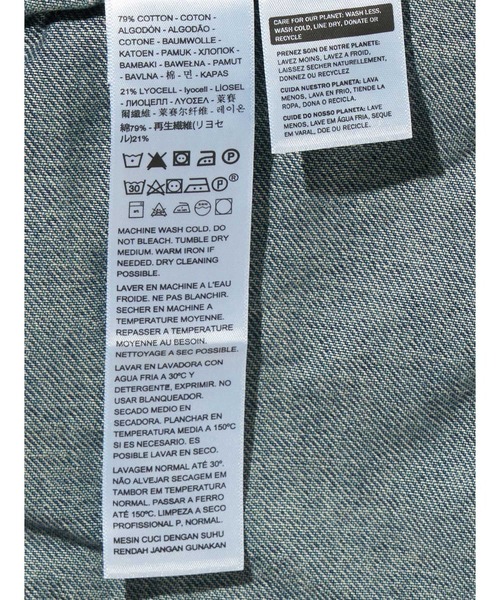 79% COTTON - COTON -
ALGODÓN - ALGODÃO -
COTONE - BAUMWOLLE -
KATOEN - PAMUK - ХЛОПОК -
BAMBAKI - BAWEŁNA - PAMUT
- BAVLNA - 棉 - 면 - KAPAS
21% LYOCELL - lyocell - LIOSEL
- ЛИОЦЕЛЛ - ΛΥΟΣΕΛ - 莱賽
爾纖維 - 莱赛尔纤维 - 레이온
綿79% - 再生繊維(リヨセ
ル)21%
30
P
30
P
MACHINE WASH COLD. DO
NOT BLEACH. TUMBLE DRY
MEDIUM. WARM IRON IF
NEEDED. DRY CLEANING
POSSIBLE.
LAVER EN MACHINE A L'EAU
FROIDE. NE PAS BLANCHIR.
SECHER EN MACHINE A
TEMPERATURE MOYENNE.
REPASSER A TEMPERATURE
MOYENNE AU BESOIN.
NETTOYAGE A SEC POSSIBLE.
LAVAR EN LAVADORA CON
AGUA FRIA A 30ºC Y
DETERGENTE, EXPRIMIR. NO
USAR BLANQUEADOR.
SECADO MEDIO EN
SECADORA. PLANCHAR EN
TEMPERATURA MEDIA A 150ºC
SI ES NECESARIO. ES
POSIBLE LAVAR EN SECO.
LAVAGEM NORMAL ATÉ 30º.
NÃO ALVEJAR SECAGEM EM
TAMBOR EM TEMPERATURA
NORMAL. PASSAR A FERRO
ATÉ 150ºC. LIMPEZA A SECO
PROFISSIONAL P, NORMAL.
MESIN CUCI DENGAN SUHU
RENDAH JANGAN GUNAKAN
CARE FOR OUR PLANET: WASH LESS,
WASH COLD, LINE DRY, DONATE OR
RECYCLE
PRENEZ SOIN DE NOTRE PLANETE:
LAVEZ MOINS, LAVEZ A FROID,
LAISSEZ SECHER NATURELLEMENT,
DONNEZ OU RECYCLEZ
CUIDA NUESTRO PLANETA: LAVA
MENOS, LAVA EN FRIO, TIENDE LA
ROPA, DONA O RECICLA.
CUIDE DO NOSSO PLANETA: LAVE
MENOS, LAVE EM ÁGUA FRIA, SEQUE
EM VARAL, DOE OU RECICLE.